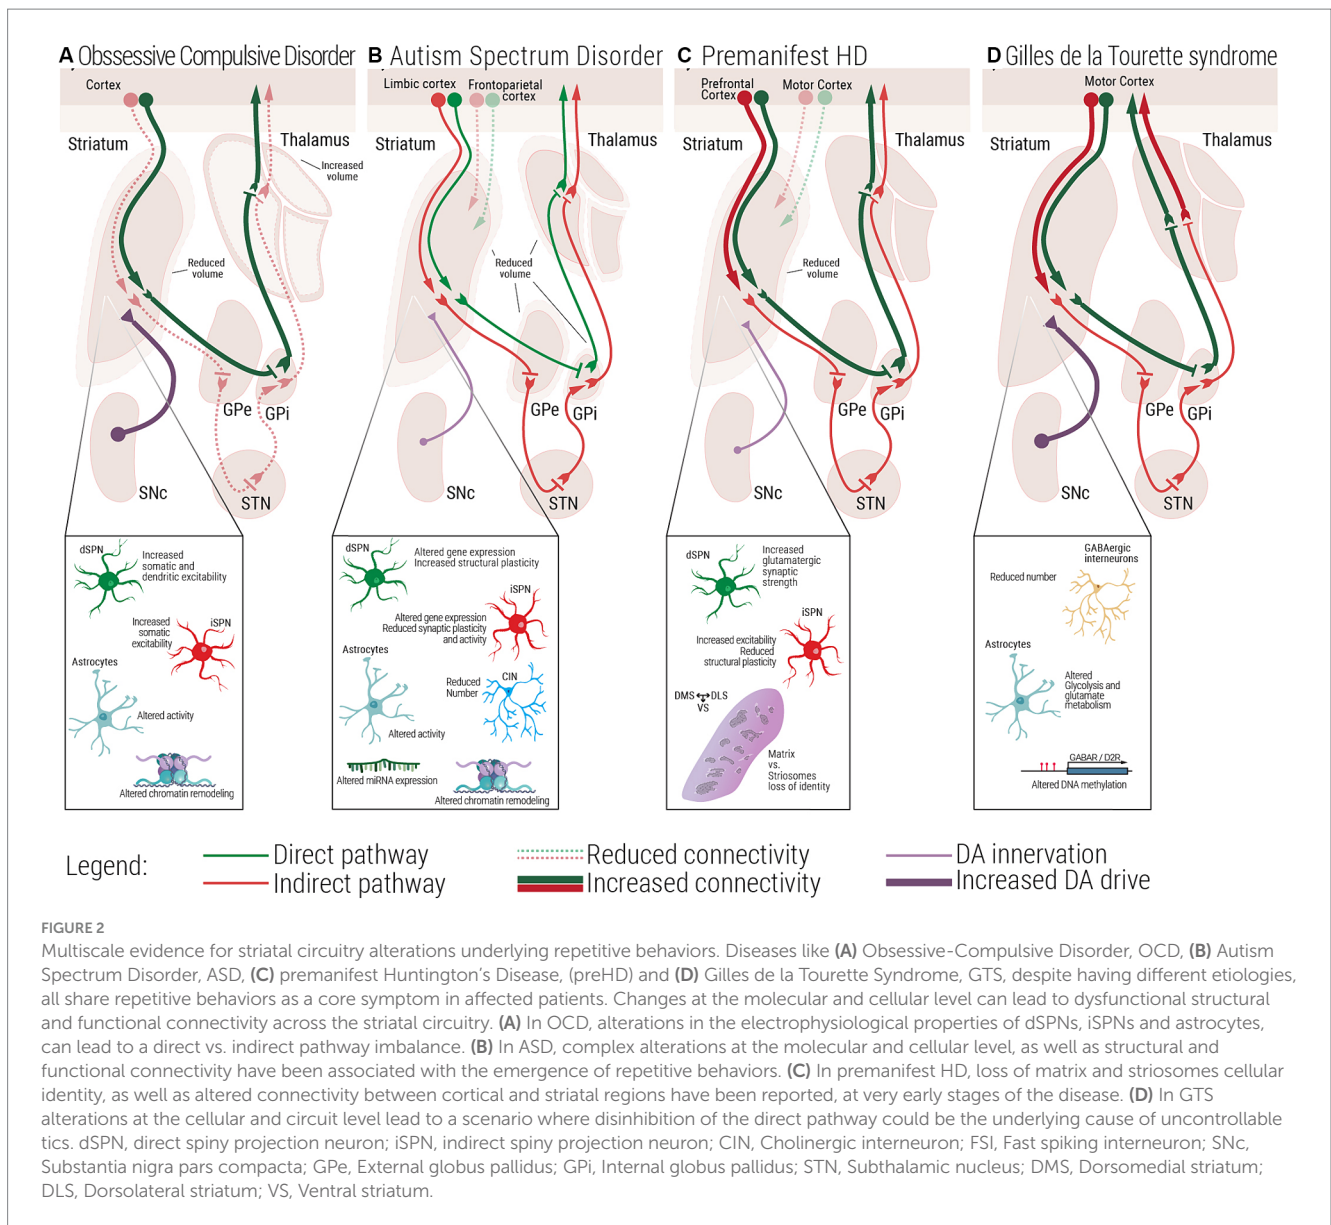 A Obssessive Compulsive Disorder
Cortex
Striatum
Thalamus
Increased
volume
Reduced
volume
GPe
GPi
SNc
STN
dSPN
Increased
somatic and
dendritic excitability
Increased
somatic
excitability
iSPN
Astrocytes
Altered activity
Altered chromatin remodeling
B Autism Spectrum Disorder
Limbic cortex
Frontoparietal
cortex
Striatum
Thalamus
Reduced
volume
GPe
GPi
SNc
STN
dSPN
Altered gene expression
Increased structural plasticity
iSPN
Altered gene expression
Reduced synaptic plasticity
and activity
Astrocytes
Altered activity
Reduced
Number
CIN
Altered miRNA expression
Altered chromatin remodeling
C Premanifest HD
Prefrontal
Cortex
Motor Cortex
Striatum
Thalamus
Reduced
volume
GPe
GPi
SNc
STN
dSPN
Increased
glutamatergic
synaptic
strength
iSPN
Increased excitability
Reduced
structural plasticity
DMS DLS
VS
Matrix
vs.
Striosomes
loss of identity
D Gilles de la Tourette syndrome
Motor Cortex
Striatum
Thalamus
GPe
GPi
SNc
STN
GABAergic
interneurons
Reduced number
Astrocytes
Altered
Glycolysis and
glutamate
metabolism
GABAR / D2R
Altered DNA methylation
Legend:
Direct pathway
Indirect pathway
Reduced connectivity
Increased connectivity
DA innervation
Increased DA drive
FIGURE 2
Multiscale evidence for striatal circuitry alterations underlying repetitive behaviors. Diseases like (A) Obsessive-Compulsive Disorder, OCD, (B) Autism
Spectrum Disorder, ASD, (C) premanifest Huntington's Disease, (preHD) and (D) Gilles de la Tourette Syndrome, GTS, despite having different etiologies,
all share repetitive behaviors as a core symptom in affected patients. Changes at the molecular and cellular level can lead to dysfunctional structural
and functional connectivity across the striatal circuitry. (A) In OCD, alterations in the electrophysiological properties of dSPNs, iSPNs and astrocytes,
can lead to a direct vs. indirect pathway imbalance. (B) In ASD, complex alterations at the molecular and cellular level, as well as structural and
functional connectivity have been associated with the emergence of repetitive behaviors. (C) In premanifest HD, loss of matrix and striosomes cellular
identity, as well as altered connectivity between cortical and striatal regions have been reported, at very early stages of the disease. (D) In GTS
alterations at the cellular and circuit level lead to a scenario where disinhibition of the direct pathway could be the underlying cause of uncontrollable
tics. dSPN, direct spiny projection neuron; iSPN, indirect spiny projection neuron; CIN, Cholinergic interneuron; FSI, Fast spiking interneuron; SNc,
Substantia nigra pars compacta; GPe, External globus pallidus; GPi, Internal globus pallidus; STN, Subthalamic nucleus; DMS, Dorsomedial striatum;
DLS, Dorsolateral striatum; VS, Ventral striatum.